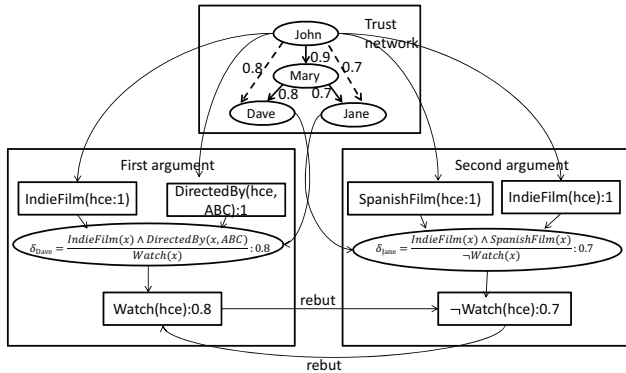 Trust
network
John
0.9
0.8
0.7
Mary
0.8
0.7
Dave
Jane
First argument
IndieFilm(hce:1)
DirectedBy(hce,
ABC):1
δDave = IndieFilm(x) ∧ DirectedBy(x, ABC) / Watch(x) : 0.8
Watch(hce):0.8
Second argument
SpanishFilm(hce:1)
IndieFilm(hce):1
δJane = IndieFilm(x) ∧ SpanishFilm(x) / ¬Watch(x) : 0.7
¬Watch(hce):0.7
rebut
rebut